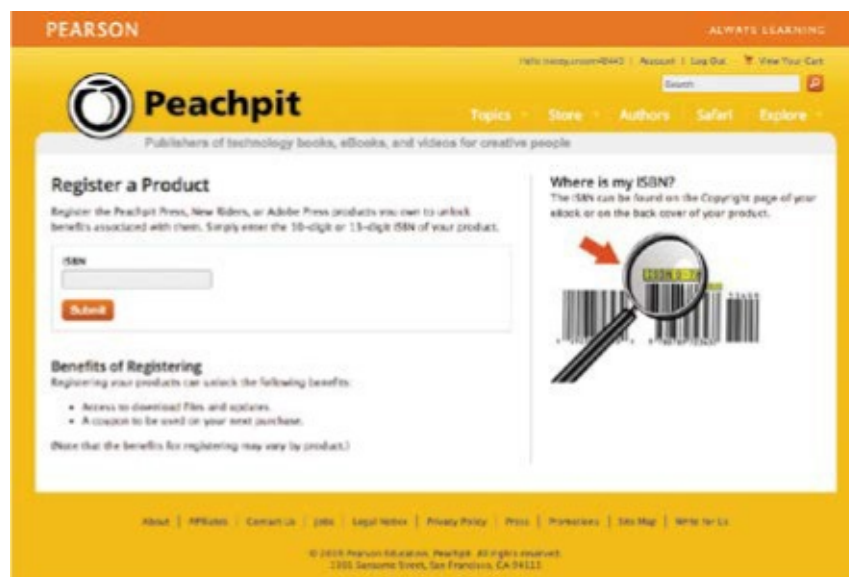 PEARSON
ALWAYS LEARNING
Account | Log Out View Your Cart
Search
Peachpit
Topics Store Authors Safari Explore
Publishers of technology books, eBooks, and videos for creative people
Register a Product
Register the Peachpit Press, New Riders, or Adobe Press products you own to unlock
benefits associated with them. Simply enter the 10-digit or 13-digit ISBN of your product.
ISBN
Submit
Benefits of Registering
Registering your products can unlock the following benefits:
• Access to download files and updates.
• A coupon to be used on your next purchase.
(Note that the benefits for registering may vary by product.)
Where is my ISBN?
The ISBN can be found on the Copyright page of your
eBook or on the back cover of your product.
About | Affiliates | Contact Us | Jobs | Legal Notice | Privacy Policy | Press | Promotions | Site Map | Write for Us
Pearson Education, Peachpit. All rights reserved.
1301 Sansome Street, San Francisco, CA 94111